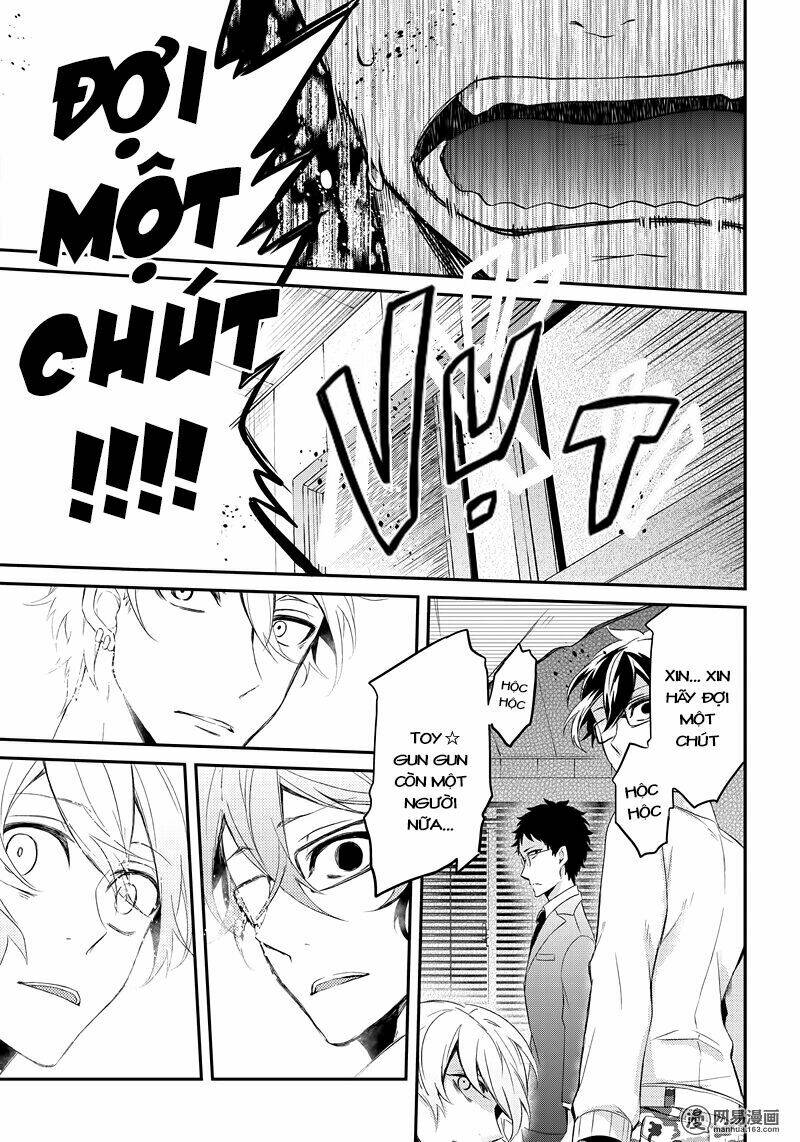 ĐỢI
MỘT
CHÚT
!!!!
VỤT
XIN... XIN
HÃY ĐỢI
MỘT
CHÚT
HỘC
HỘC
HỘC
HỘC
TOY☆
GUN GUN
CÒN MỘT
NGƯỜI
NỮA...
网易漫画
manhua.163.com